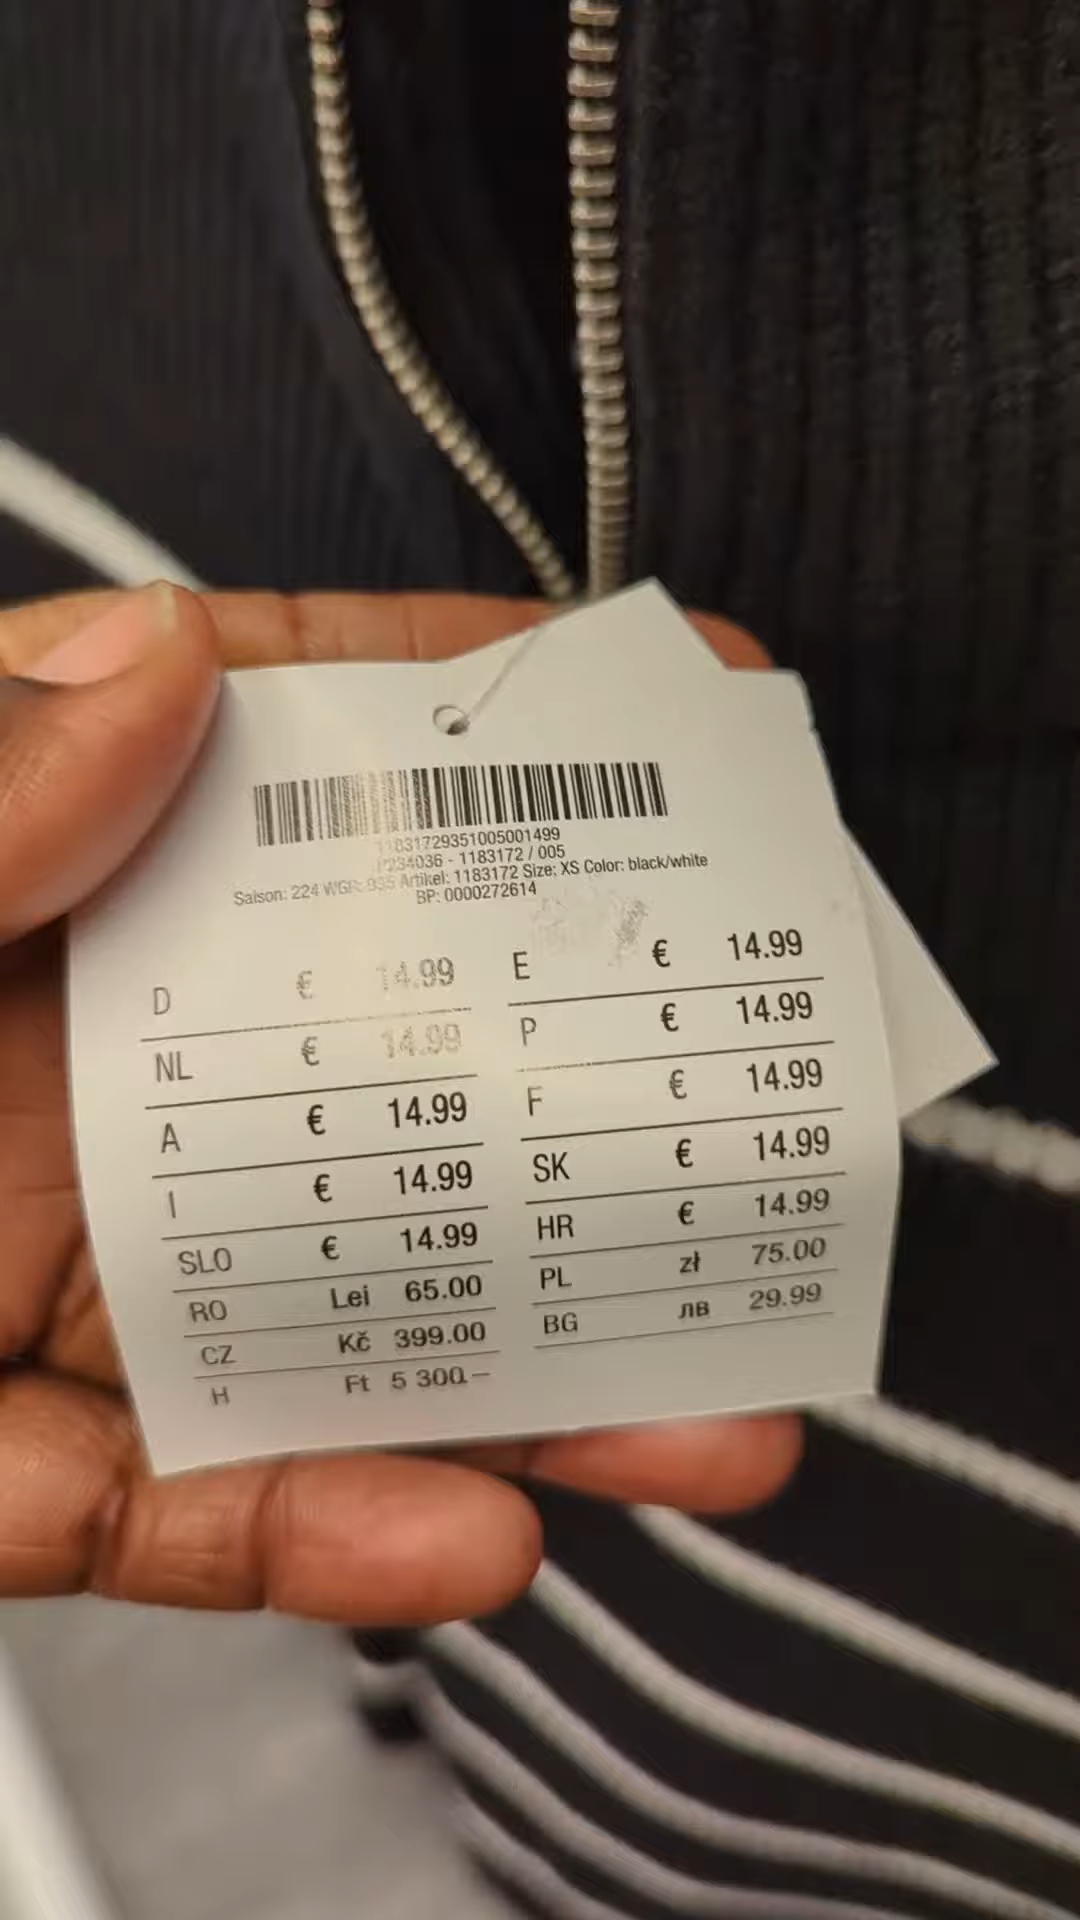 11831729351005001499
P234036 - 1183172 / 005
Saison: 224 WGR: 935 Artikel: 1183172 Size: XS Color: black/white
BP: 0000272614
D € 14.99
NL € 14.99
A € 14.99
I € 14.99
SLO € 14.99
RO Lei 65.00
CZ Kč 399.00
H Ft 5 300.–
E € 14.99
P € 14.99
F € 14.99
SK € 14.99
HR € 14.99
PL zł 75.00
BG лв 29.99